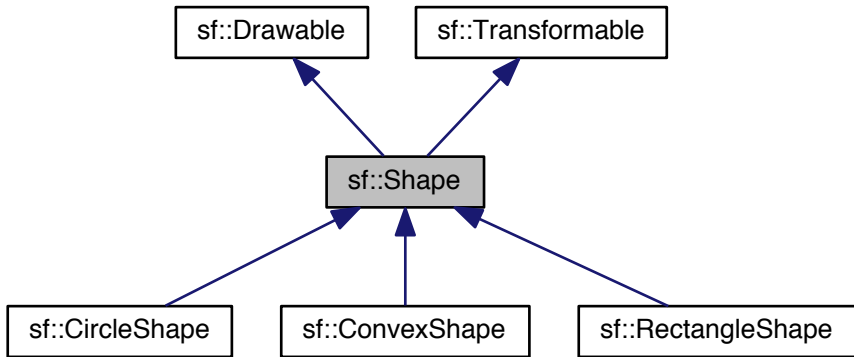 sf::Drawable
sf::Transformable
sf::Shape
sf::CircleShape
sf::ConvexShape
sf::RectangleShape